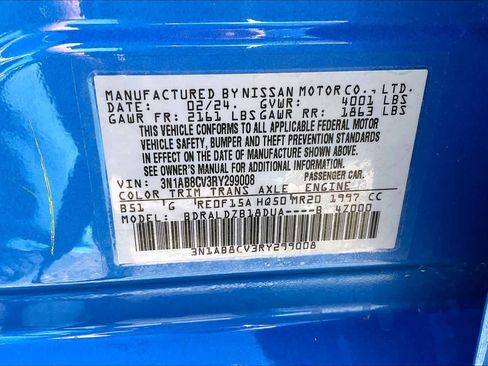 MANUFACTURED BY NISSAN MOTOR CO., LTD.
DATE: 02/24. GVWR: 4001 LBS
GAWR FR: 2161 LBS GAWR RR: 1863 LBS
THIS VEHICLE CONFORMS TO ALL APPLICABLE FEDERAL MOTOR
VEHICLE SAFETY, BUMPER AND THEFT PREVENTION STANDARDS
IN EFFECT ON THE DATE OF MANUFACTURE SHOWN ABOVE.
SEE OWNER'S MANUAL FOR ADDITIONAL INFORMATION.
VIN: 3N1AB8CV3RY299008 PASSENGER CAR.
COLOR TRIM TRANS AXLE ENGINE
B51 'G RE0F15A HQ50 MR20 1997 CC
MODEL: BDRALDZB18DUA----B 4Z000
3N1AB8CV3RY299008